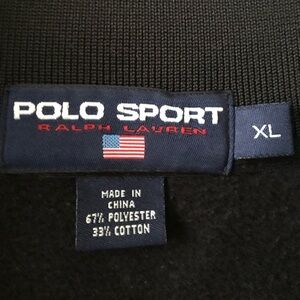 POLO SPORT
RALPH LAUREN
XL
MADE IN
CHINA
67% POLYESTER
33% COTTON